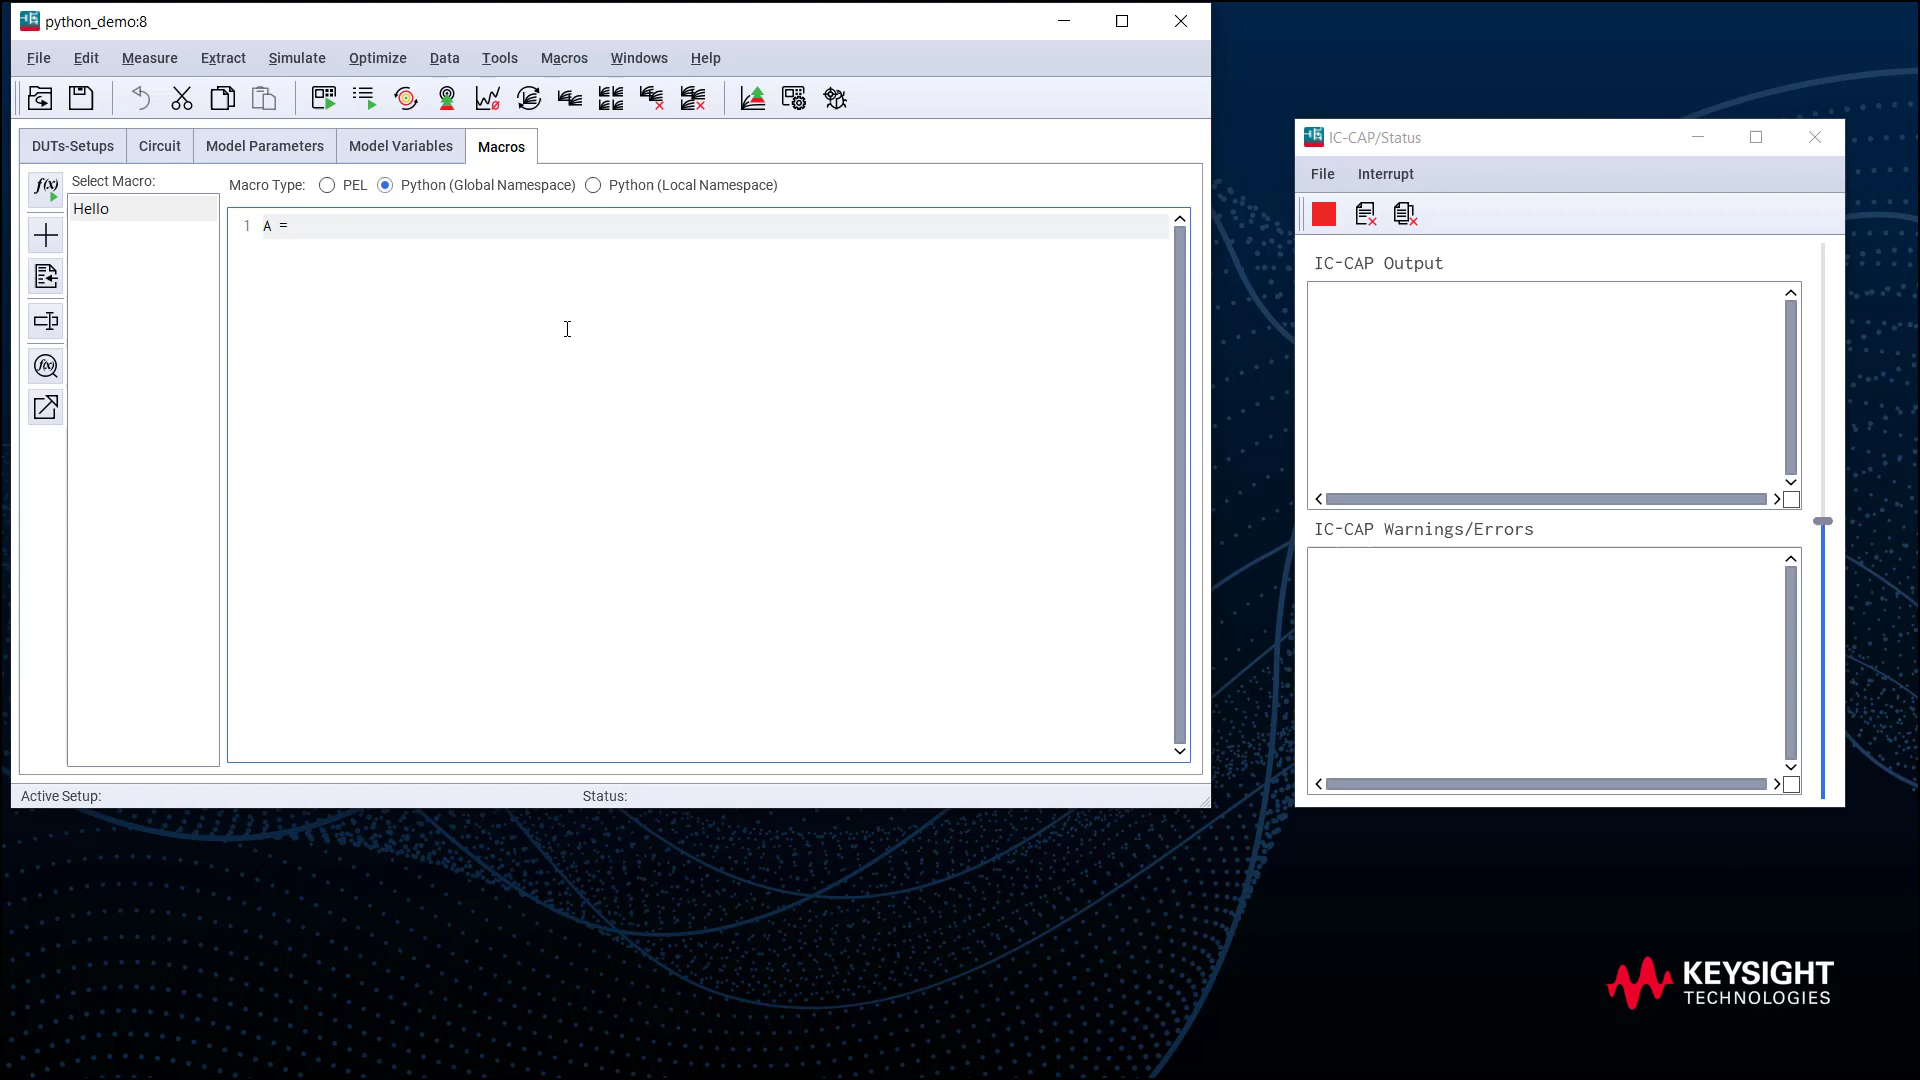 python_demo:8
File Edit Measure Extract Simulate Optimize Data Tools Macros Windows Help
DUTs-Setups Circuit Model Parameters Model Variables Macros
f(x) Select Macro: Macro Type: PEL Python (Global Namespace) Python (Local Namespace)
Hello
1 A =
f(x)
Active Setup: Status:
IC-CAP/Status
File Interrupt
IC-CAP Output
IC-CAP Warnings/Errors
KEYSIGHT
TECHNOLOGIES